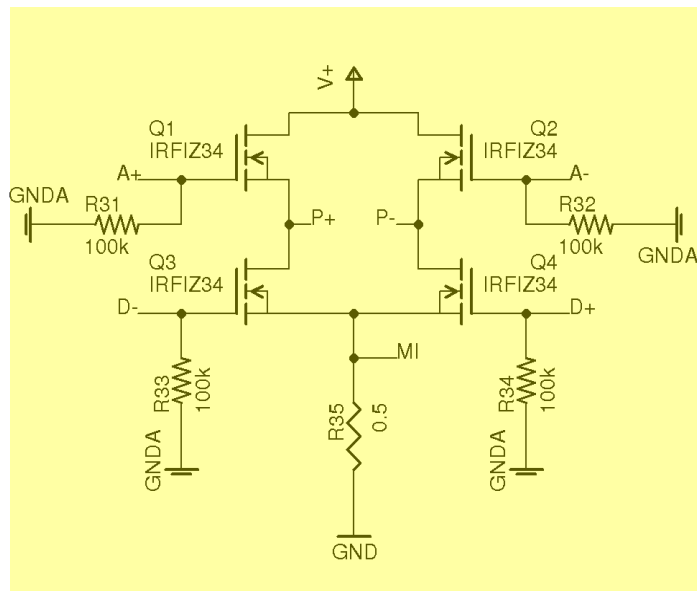 V+
Q1
IRFIZ34
Q2
IRFIZ34
A+
A-
GNDA
R31
100k
P+
P-
R32
100k
GNDA
Q3
IRFIZ34
Q4
IRFIZ34
D-
D+
MI
R33
100k
R35
0.5
R34
100k
GNDA
GNDA
GND